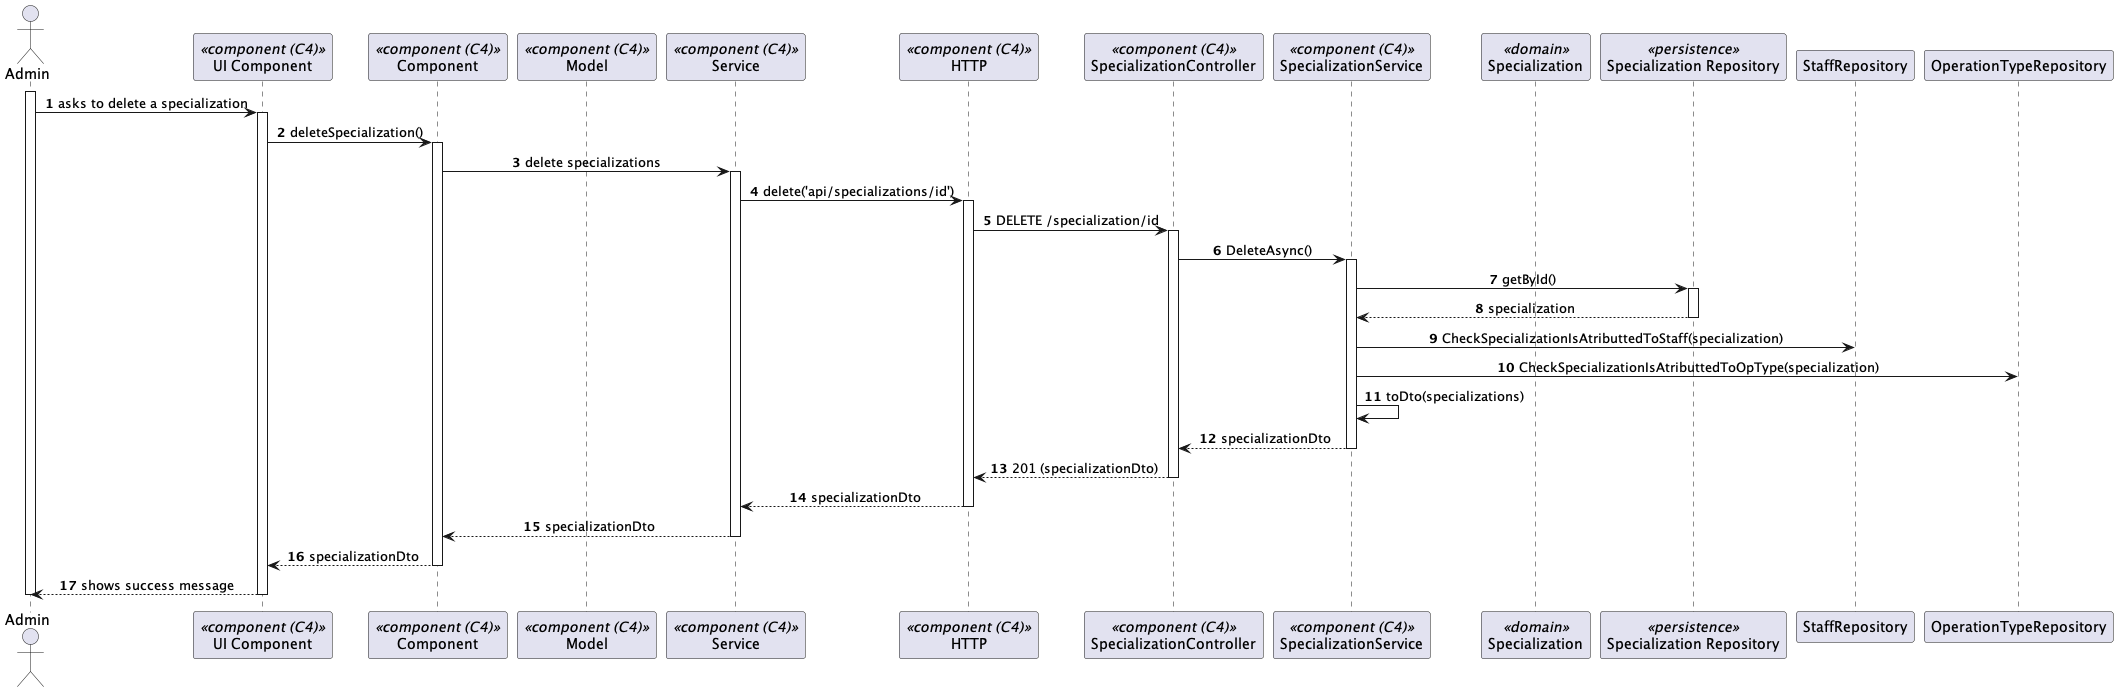 Admin
«component (C4)»
UI Component
«component (C4)»
Component
«component (C4)»
Model
«component (C4)»
Service
«component (C4)»
HTTP
«component (C4)»
SpecializationController
«component (C4)»
SpecializationService
«domain»
Specialization
«persistence»
Specialization Repository
StaffRepository
OperationTypeRepository
1 asks to delete a specialization
2 deleteSpecialization()
3 delete specializations
4 delete('api/specializations/id')
5 DELETE /specialization/id
6 DeleteAsync()
7 getById()
8 specialization
9 CheckSpecializationIsAtributtedToStaff(specialization)
10 CheckSpecializationIsAtributtedToOpType(specialization)
11 toDto(specializations)
12 specializationDto
13 201 (specializationDto)
14 specializationDto
15 specializationDto
16 specializationDto
17 shows success message
Admin
«component (C4)»
UI Component
«component (C4)»
Component
«component (C4)»
Model
«component (C4)»
Service
«component (C4)»
HTTP
«component (C4)»
SpecializationController
«component (C4)»
SpecializationService
«domain»
Specialization
«persistence»
Specialization Repository
StaffRepository
OperationTypeRepository